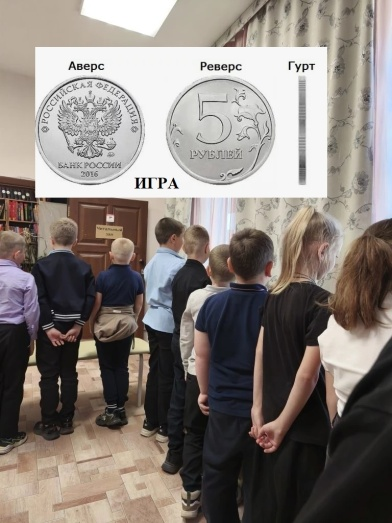 Аверс
Реверс
Гурт
РОССИЙСКАЯ ФЕДЕРАЦИЯ
БАНК РОССИИ
2016
5
РУБЛЕЙ
ИГРА